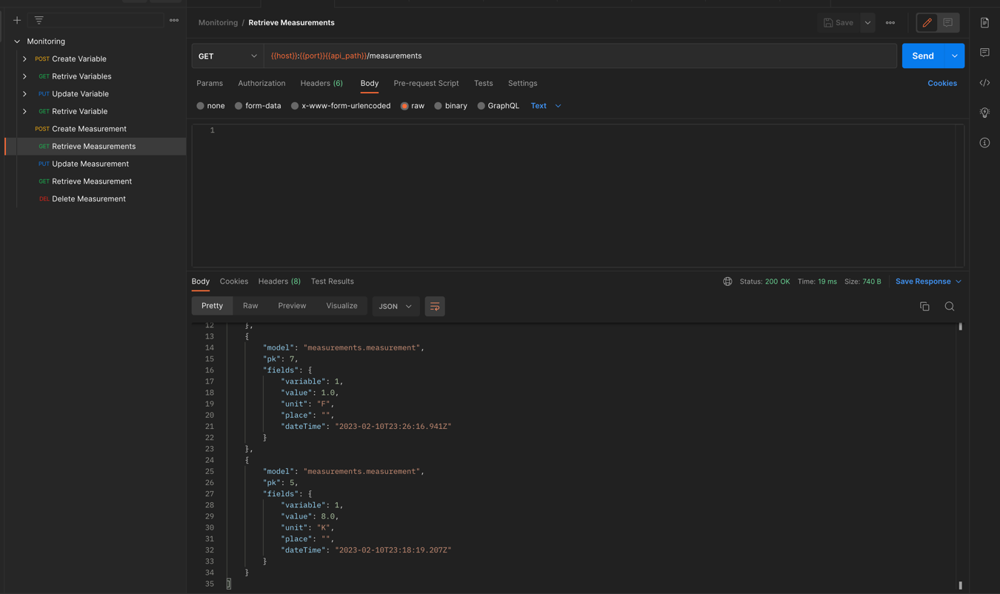 Monitoring / Retrieve Measurements
Save
Monitoring
POST Create Variable
GET Retrive Variables
PUT Update Variable
GET Retrive Variable
POST Create Measurement
GET Retrieve Measurements
PUT Update Measurement
GET Retrieve Measurement
DEL Delete Measurement
GET
{{host}}:{{port}}{{api_path}}/measurements
Send
Params Authorization Headers (6) Body Pre-request Script Tests Settings Cookies
none form-data x-www-form-urlencoded raw binary GraphQL Text
1
Body Cookies Headers (8) Test Results Status: 200 OK Time: 19 ms Size: 740 B Save Response
Pretty Raw Preview Visualize JSON
12 },
13 {
14 "model": "measurements.measurement",
15 "pk": 7,
16 "fields": {
17 "variable": 1,
18 "value": 1.0,
19 "unit": "F",
20 "place": "",
21 "dateTime": "2023-02-10T23:26:16.941Z"
22 }
23 },
24 {
25 "model": "measurements.measurement",
26 "pk": 5,
27 "fields": {
28 "variable": 1,
29 "value": 8.0,
30 "unit": "K",
31 "place": "",
32 "dateTime": "2023-02-10T23:18:19.207Z"
33 }
34 }
35 ]